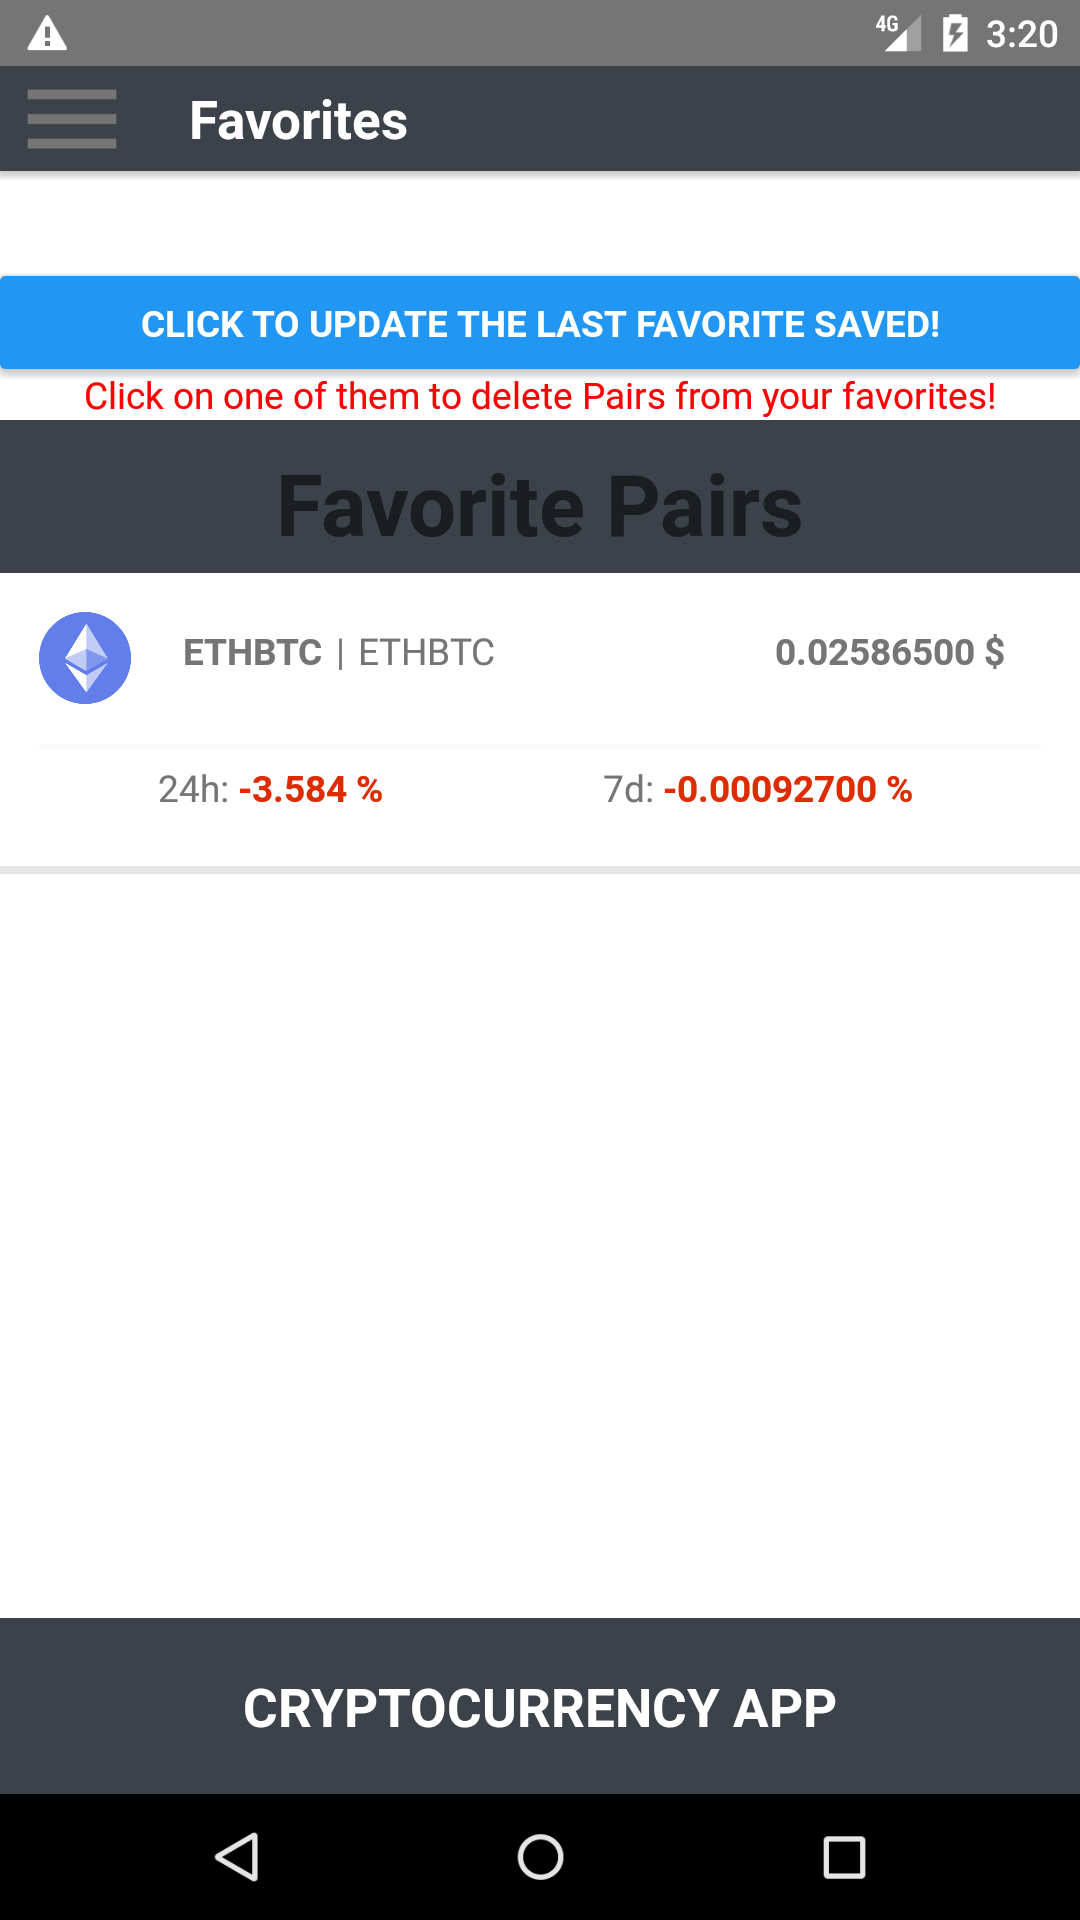 4G 3:20
Favorites
CLICK TO UPDATE THE LAST FAVORITE SAVED!
Click on one of them to delete Pairs from your favorites!
Favorite Pairs
ETHBTC | ETHBTC 0.02586500 $
24h: -3.584 % 7d: -0.00092700 %
CRYPTOCURRENCY APP